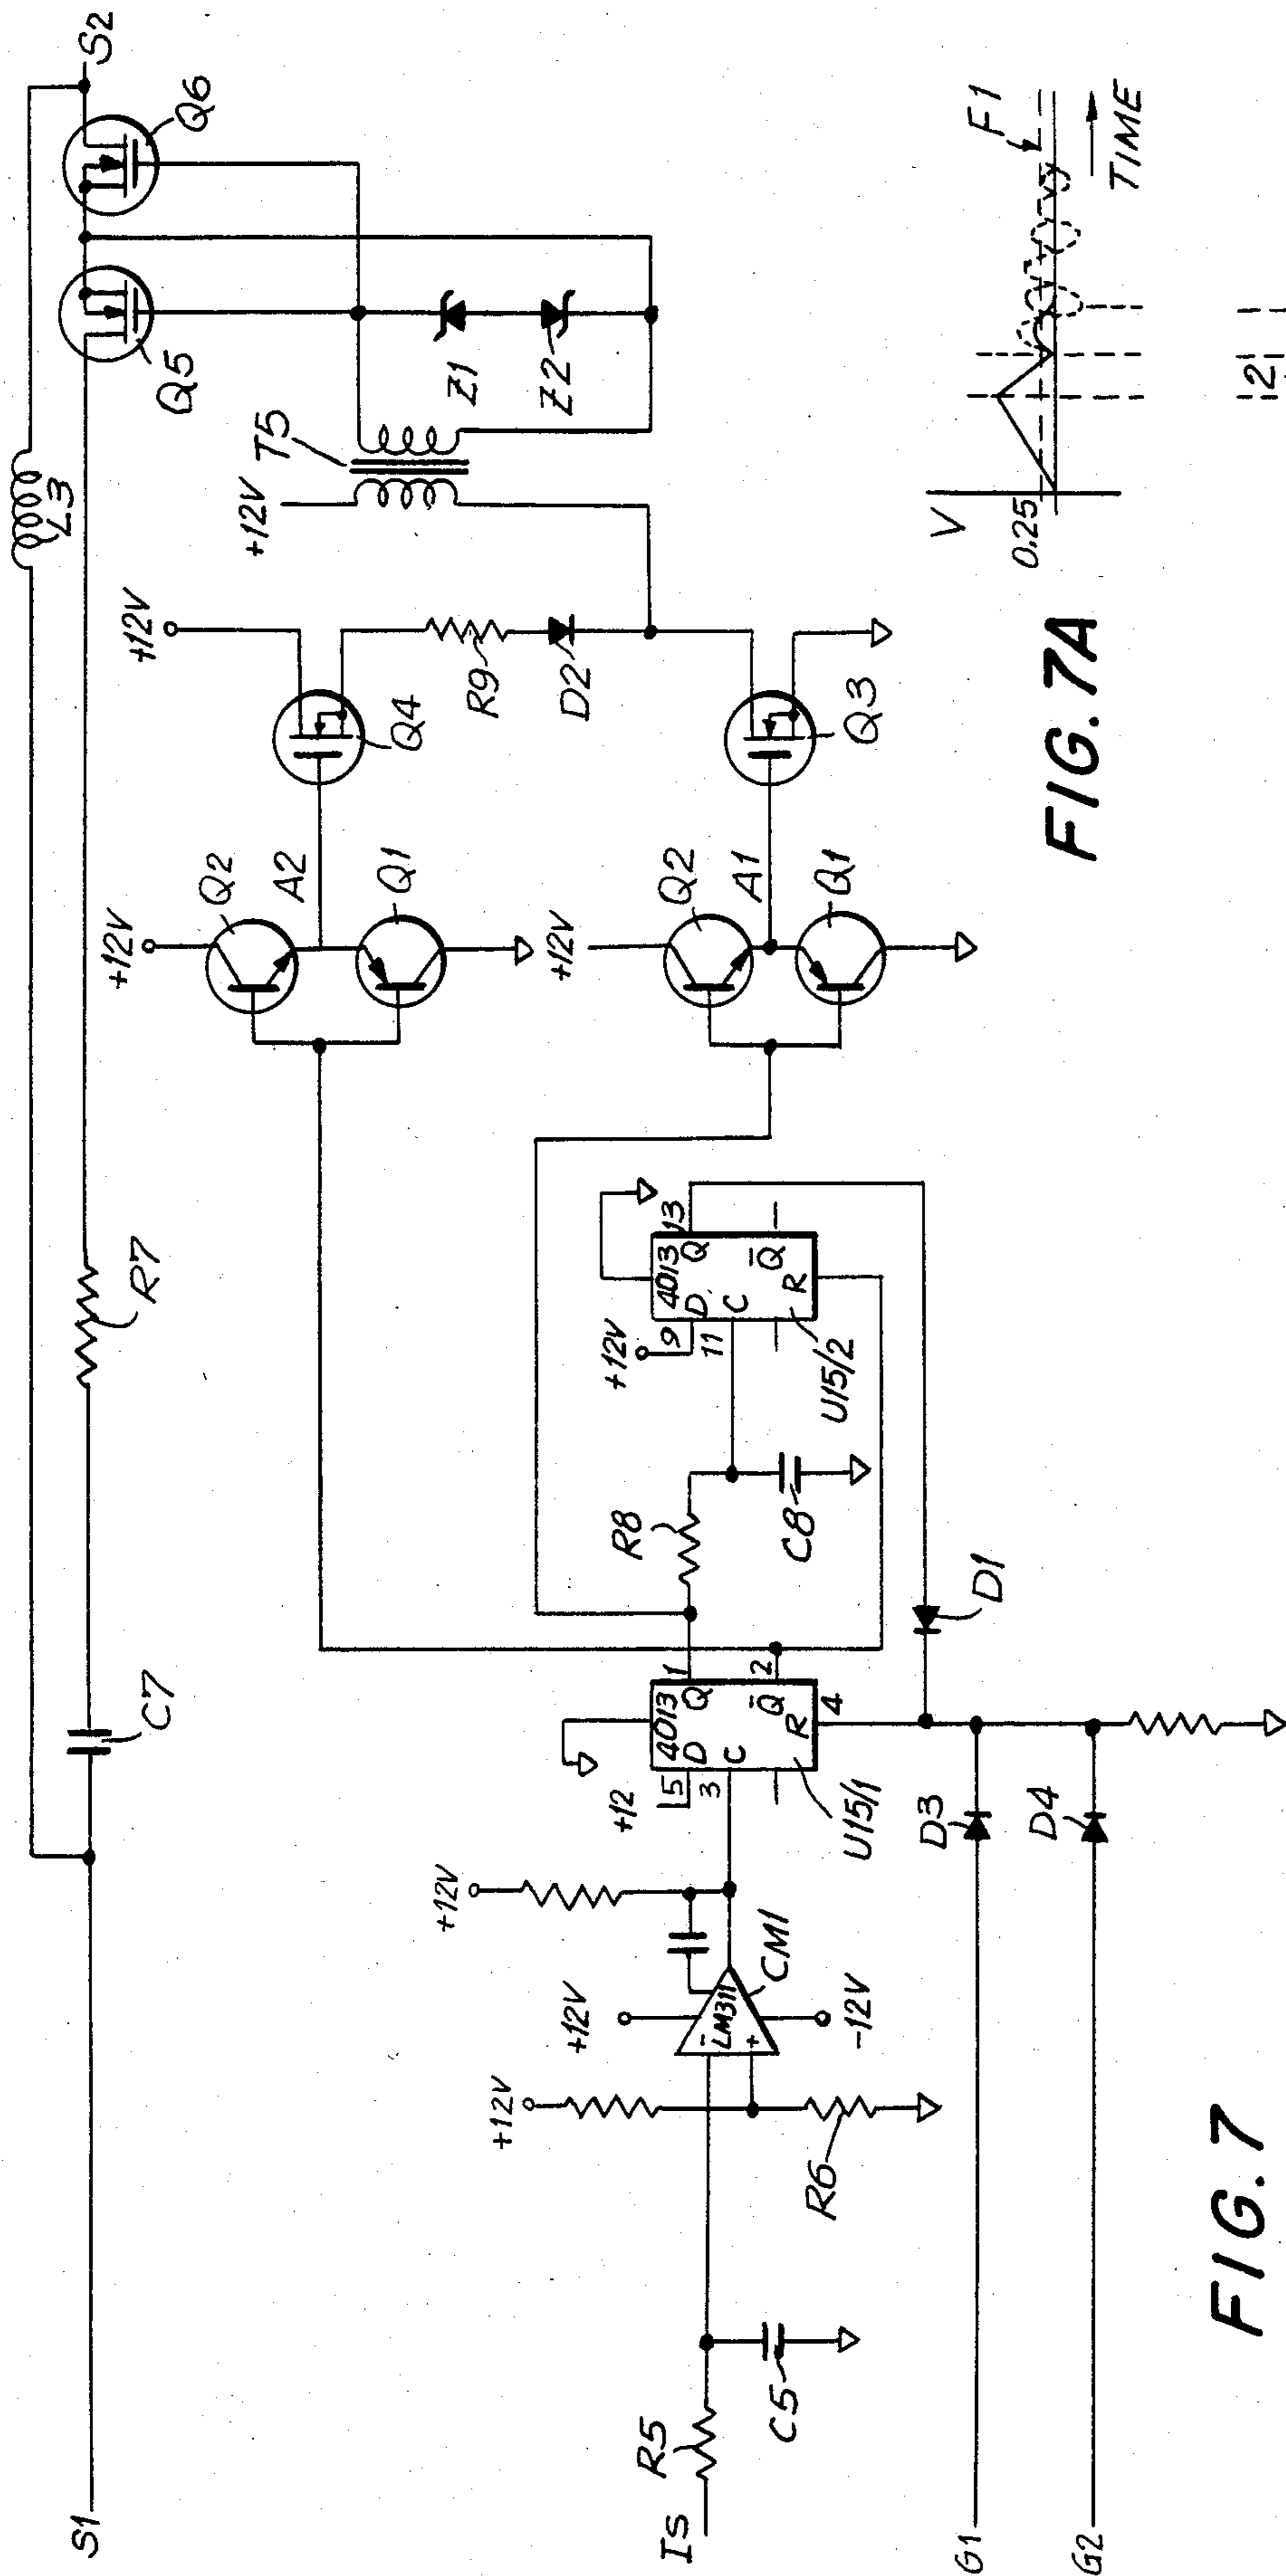 S1
C7
R7
L3
S2
Q5
Q6
T5
+12V
Z1
Z2
+12V
Q4
R9
D2
Q3
+12V
Q2
A2
Q1
+12V
Q2
A1
Q1
+12V
9
11
4013
D
Q
C
Q̅
R
13
U15/2
R8
C8
D1
+12
5
3
4013
D
Q
C
Q̅
R
1
2
4
U15/1
D3
D4
+12V
+12V
-12V
LM311
-
+
CM1
+12V
R6
R5
C5
Is
G1
G2
V
0.25
F1
TIME
121
FIG. 7A
FIG. 7